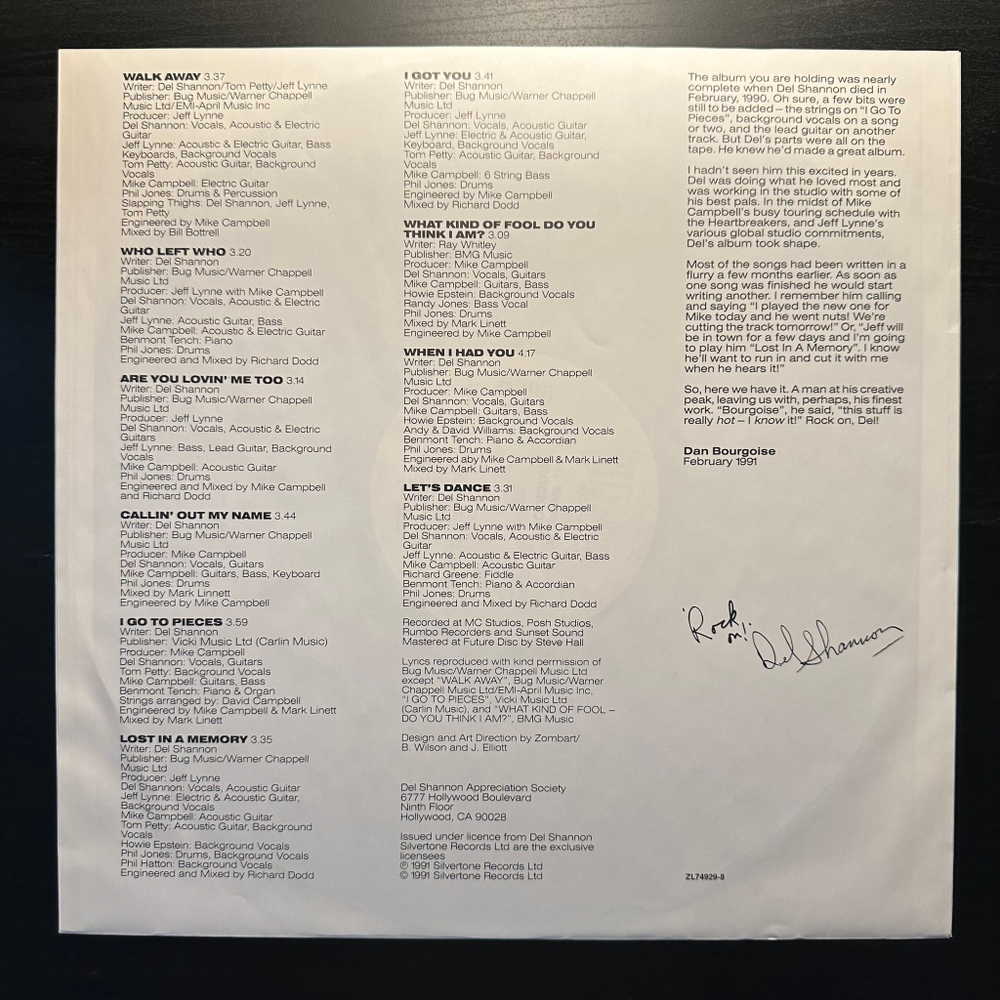 WALK AWAY 3.37
Writer: Del Shannon/Tom Petty/Jeff Lynne
Publisher: Bug Music/Warner Chappell
Music Ltd/EMI-April Music Inc
Producer: Jeff Lynne
Del Shannon: Vocals, Acoustic & Electric
Guitar
Jeff Lynne: Acoustic & Electric Guitar, Bass
Keyboards, Background Vocals
Tom Petty: Acoustic Guitar, Background
Vocals
Mike Campbell: Electric Guitar
Phil Jones: Drums & Percussion
Slapping Thighs: Del Shannon, Jeff Lynne,
Tom Petty
Engineered by Mike Campbell
Mixed by Bill Bottrell
WHO LEFT WHO 3.20
Writer: Del Shannon
Publisher: Bug Music/Warner Chappell
Music Ltd
Producer: Jeff Lynne with Mike Campbell
Del Shannon: Vocals, Acoustic & Electric
Guitar
Jeff Lynne: Acoustic Guitar, Bass
Mike Campbell: Acoustic & Electric Guitar
Benmont Tench: Piano
Phil Jones: Drums
Engineered and Mixed by Richard Dodd
ARE YOU LOVIN' ME TOO 3.14
Writer: Del Shannon
Publisher: Bug Music/Warner Chappell
Music Ltd
Producer: Jeff Lynne
Del Shannon: Vocals, Acoustic & Electric
Guitars
Jeff Lynne: Bass, Lead Guitar, Background
Vocals
Mike Campbell: Acoustic Guitar
Phil Jones: Drums
Engineered and Mixed by Mike Campbell
and Richard Dodd
CALLIN' OUT MY NAME 3.44
Writer: Del Shannon
Publisher: Bug Music/Warner Chappell
Music Ltd
Producer: Mike Campbell
Del Shannon: Vocals, Guitars
Mike Campbell: Guitars, Bass, Keyboard
Phil Jones: Drums
Mixed by Mark Linnett
Engineered by Mike Campbell
I GO TO PIECES 3.59
Writer: Del Shannon
Publisher: Vicki Music Ltd (Carlin Music)
Producer: Mike Campbell
Del Shannon: Vocals, Guitars
Tom Petty: Background Vocals
Mike Campbell: Guitars, Bass
Benmont Tench: Piano & Organ
Strings arranged by: David Campbell
Engineered by Mike Campbell & Mark Linett
Mixed by Mark Linett
LOST IN A MEMORY 3.35
Writer: Del Shannon
Publisher: Bug Music/Warner Chappell
Music Ltd
Producer: Jeff Lynne
Del Shannon: Vocals, Acoustic Guitar
Jeff Lynne: Electric & Acoustic Guitar,
Background Vocals
Mike Campbell: Acoustic Guitar
Tom Petty: Acoustic Guitar, Background
Vocals
Howie Epstein: Background Vocals
Phil Jones: Drums, Background Vocals
Phil Hatton: Background Vocals
Engineered and Mixed by Richard Dodd
I GOT YOU 3.41
Writer: Del Shannon
Publisher: Bug Music/Warner Chappell
Music Ltd
Producer: Jeff Lynne
Del Shannon: Vocals, Acoustic Guitar
Jeff Lynne: Electric & Acoustic Guitar,
Keyboard, Background Vocals
Tom Petty: Acoustic Guitar, Background
Vocals
Mike Campbell: 6 String Bass
Phil Jones: Drums
Engineered by Mike Campbell
Mixed by Richard Dodd
WHAT KIND OF FOOL DO YOU
THINK I AM? 3.09
Writer: Ray Whitley
Publisher: BMG Music
Producer: Mike Campbell
Del Shannon: Vocals, Guitars
Mike Campbell: Guitars, Bass
Howie Epstein: Background Vocals
Randy Jones: Bass Vocal
Phil Jones: Drums
Mixed by Mark Linett
Engineered by Mike Campbell
WHEN I HAD YOU 4.17
Writer: Del Shannon
Publisher: Bug Music/Warner Chappell
Music Ltd
Producer: Mike Campbell
Del Shannon: Vocals, Guitars
Mike Campbell: Guitars, Bass
Howie Epstein: Background Vocals
Andy & David Williams: Background Vocals
Benmont Tench: Piano & Accordian
Phil Jones: Drums
Engineered aby Mike Campabell & Mark Linett
Mixed by Mark Linett
LET'S DANCE 3.31
Writer: Del Shannon
Publisher: Bug Music/Warner Chappell
Music Ltd
Producer: Jeff Lynne with Mike Campbell
Del Shannon: Vocals, Acoustic & Electric
Guitar
Jeff Lynne: Acoustic & Electric Guitar, Bass
Mike Campbell: Acoustic Guitar
Richard Greene: Fiddle
Benmont Tench: Piano & Accordian
Phil Jones: Drums
Engineered and Mixed by Richard Dodd
Recorded at MC Studios, Posh Studios,
Rumbo Recorders and Sunset Sound
Mastered at Future Disc by Steve Hall
Lyrics reproduced with kind permission of
Bug Music/Warner Chappell Music Ltd
except "WALK AWAY", Bug Music/Warner
Chappell Music Ltd/EMI-April Music Inc,
"I GO TO PIECES", Vicki Music Ltd
(Carlin Music), and "WHAT KIND OF FOOL –
DO YOU THINK I AM?", BMG Music
Design and Art Direction by Zombart/
B. Wilson and J. Elliott
Del Shannon Appreciation Society
6777 Hollywood Boulevard
Ninth Floor
Hollywood, CA 90028
Issued under licence from Del Shannon
Silvertone Records Ltd are the exclusive
licensees
℗ 1991 Silvertone Records Ltd
© 1991 Silvertone Records Ltd
The album you are holding was nearly
complete when Del Shannon died in
February, 1990. Oh sure, a few bits were
still to be added – the strings on "I Go To
Pieces", background vocals on a song
or two, and the lead guitar on another
track. But Del's parts were all on the
tape. He knew he'd made a great album.
I hadn't seen him this excited in years.
Del was doing what he loved most and
was working in the studio with some of
his best pals. In the midst of Mike
Campbell's busy touring schedule with
the Heartbreakers, and Jeff Lynne's
various global studio commitments,
Del's album took shape.
Most of the songs had been written in a
flurry a few months earlier. As soon as
one song was finished he would start
writing another. I remember him calling
and saying "I played the new one for
Mike today and he went nuts! We're
cutting the track tomorrow!" Or, "Jeff will
be in town for a few days and I'm going
to play him "Lost In A Memory". I know
he'll want to run in and cut it with me
when he hears it!"
So, here we have it. A man at his creative
peak, leaving us with, perhaps, his finest
work. "Bourgoise", he said, "this stuff is
really hot – I know it!" Rock on, Del!
Dan Bourgoise
February 1991
'Rock
on!'
Del Shannon
ZL74929-8